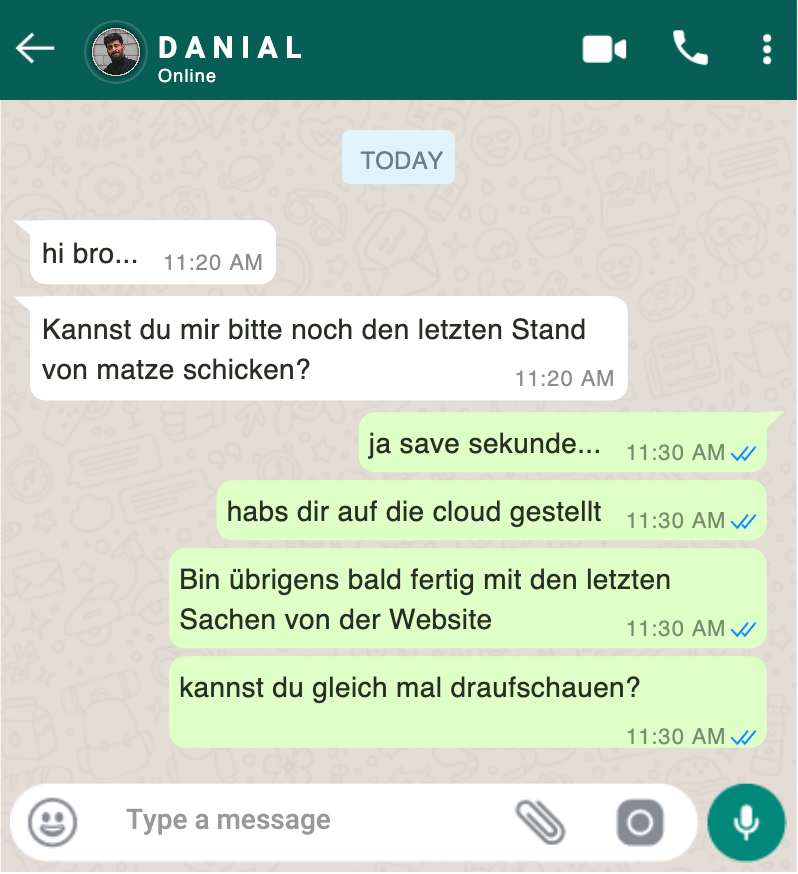 DANIAL
Online
TODAY
hi bro... 11:20 AM
Kannst du mir bitte noch den letzten Stand
von matze schicken? 11:20 AM
ja save sekunde... 11:30 AM
habs dir auf die cloud gestellt 11:30 AM
Bin übrigens bald fertig mit den letzten
Sachen von der Website 11:30 AM
kannst du gleich mal draufschauen?
11:30 AM
Type a message